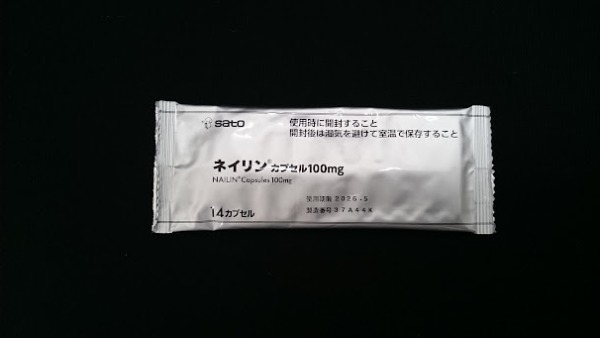 sato
使用時に開封すること
開封後は湿気を避けて室温で保存すること
ネイリン®カプセル100mg
NAILIN® Capsules 100mg
使用期限 2026-5
製造番号 27A44K
14カプセル